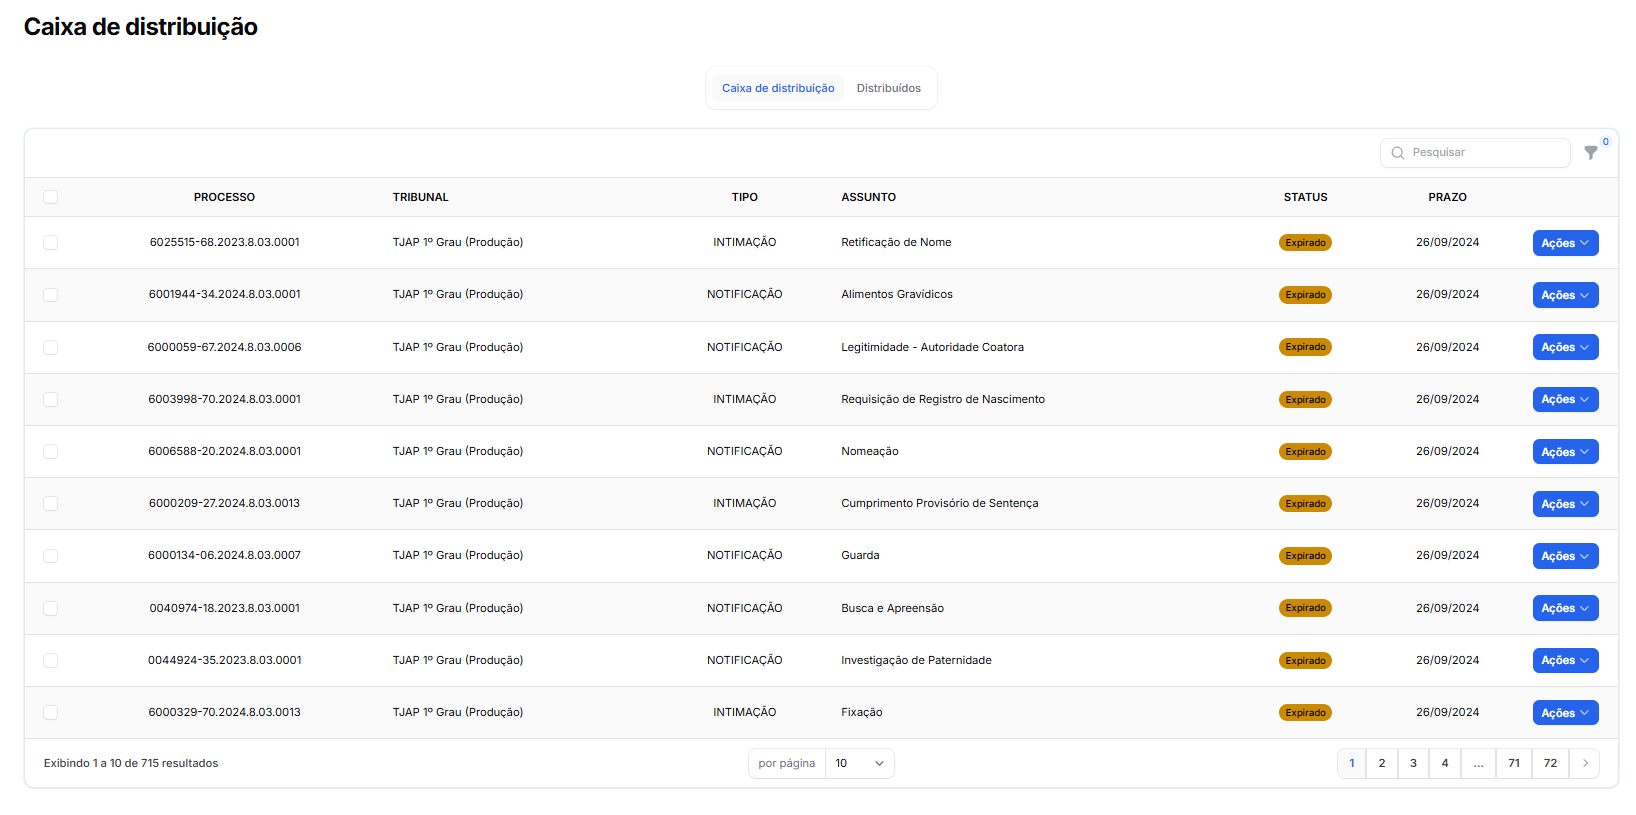 Caixa de distribuição
Caixa de distribuição Distribuídos
Pesquisar 0
PROCESSO TRIBUNAL TIPO ASSUNTO STATUS PRAZO
6025515-68.2023.8.03.0001 TJAP 1º Grau (Produção) INTIMAÇÃO Retificação de Nome Expirado 26/09/2024 Ações
6001944-34.2024.8.03.0001 TJAP 1º Grau (Produção) NOTIFICAÇÃO Alimentos Gravídicos Expirado 26/09/2024 Ações
6000059-67.2024.8.03.0006 TJAP 1º Grau (Produção) NOTIFICAÇÃO Legitimidade - Autoridade Coatora Expirado 26/09/2024 Ações
6003998-70.2024.8.03.0001 TJAP 1º Grau (Produção) INTIMAÇÃO Requisição de Registro de Nascimento Expirado 26/09/2024 Ações
6006588-20.2024.8.03.0001 TJAP 1º Grau (Produção) NOTIFICAÇÃO Nomeação Expirado 26/09/2024 Ações
6000209-27.2024.8.03.0013 TJAP 1º Grau (Produção) INTIMAÇÃO Cumprimento Provisório de Sentença Expirado 26/09/2024 Ações
6000134-06.2024.8.03.0007 TJAP 1º Grau (Produção) NOTIFICAÇÃO Guarda Expirado 26/09/2024 Ações
0040974-18.2023.8.03.0001 TJAP 1º Grau (Produção) NOTIFICAÇÃO Busca e Apreensão Expirado 26/09/2024 Ações
0044924-35.2023.8.03.0001 TJAP 1º Grau (Produção) NOTIFICAÇÃO Investigação de Paternidade Expirado 26/09/2024 Ações
6000329-70.2024.8.03.0013 TJAP 1º Grau (Produção) INTIMAÇÃO Fixação Expirado 26/09/2024 Ações
Exibindo 1 a 10 de 715 resultados por página 10 1 2 3 4 ... 71 72